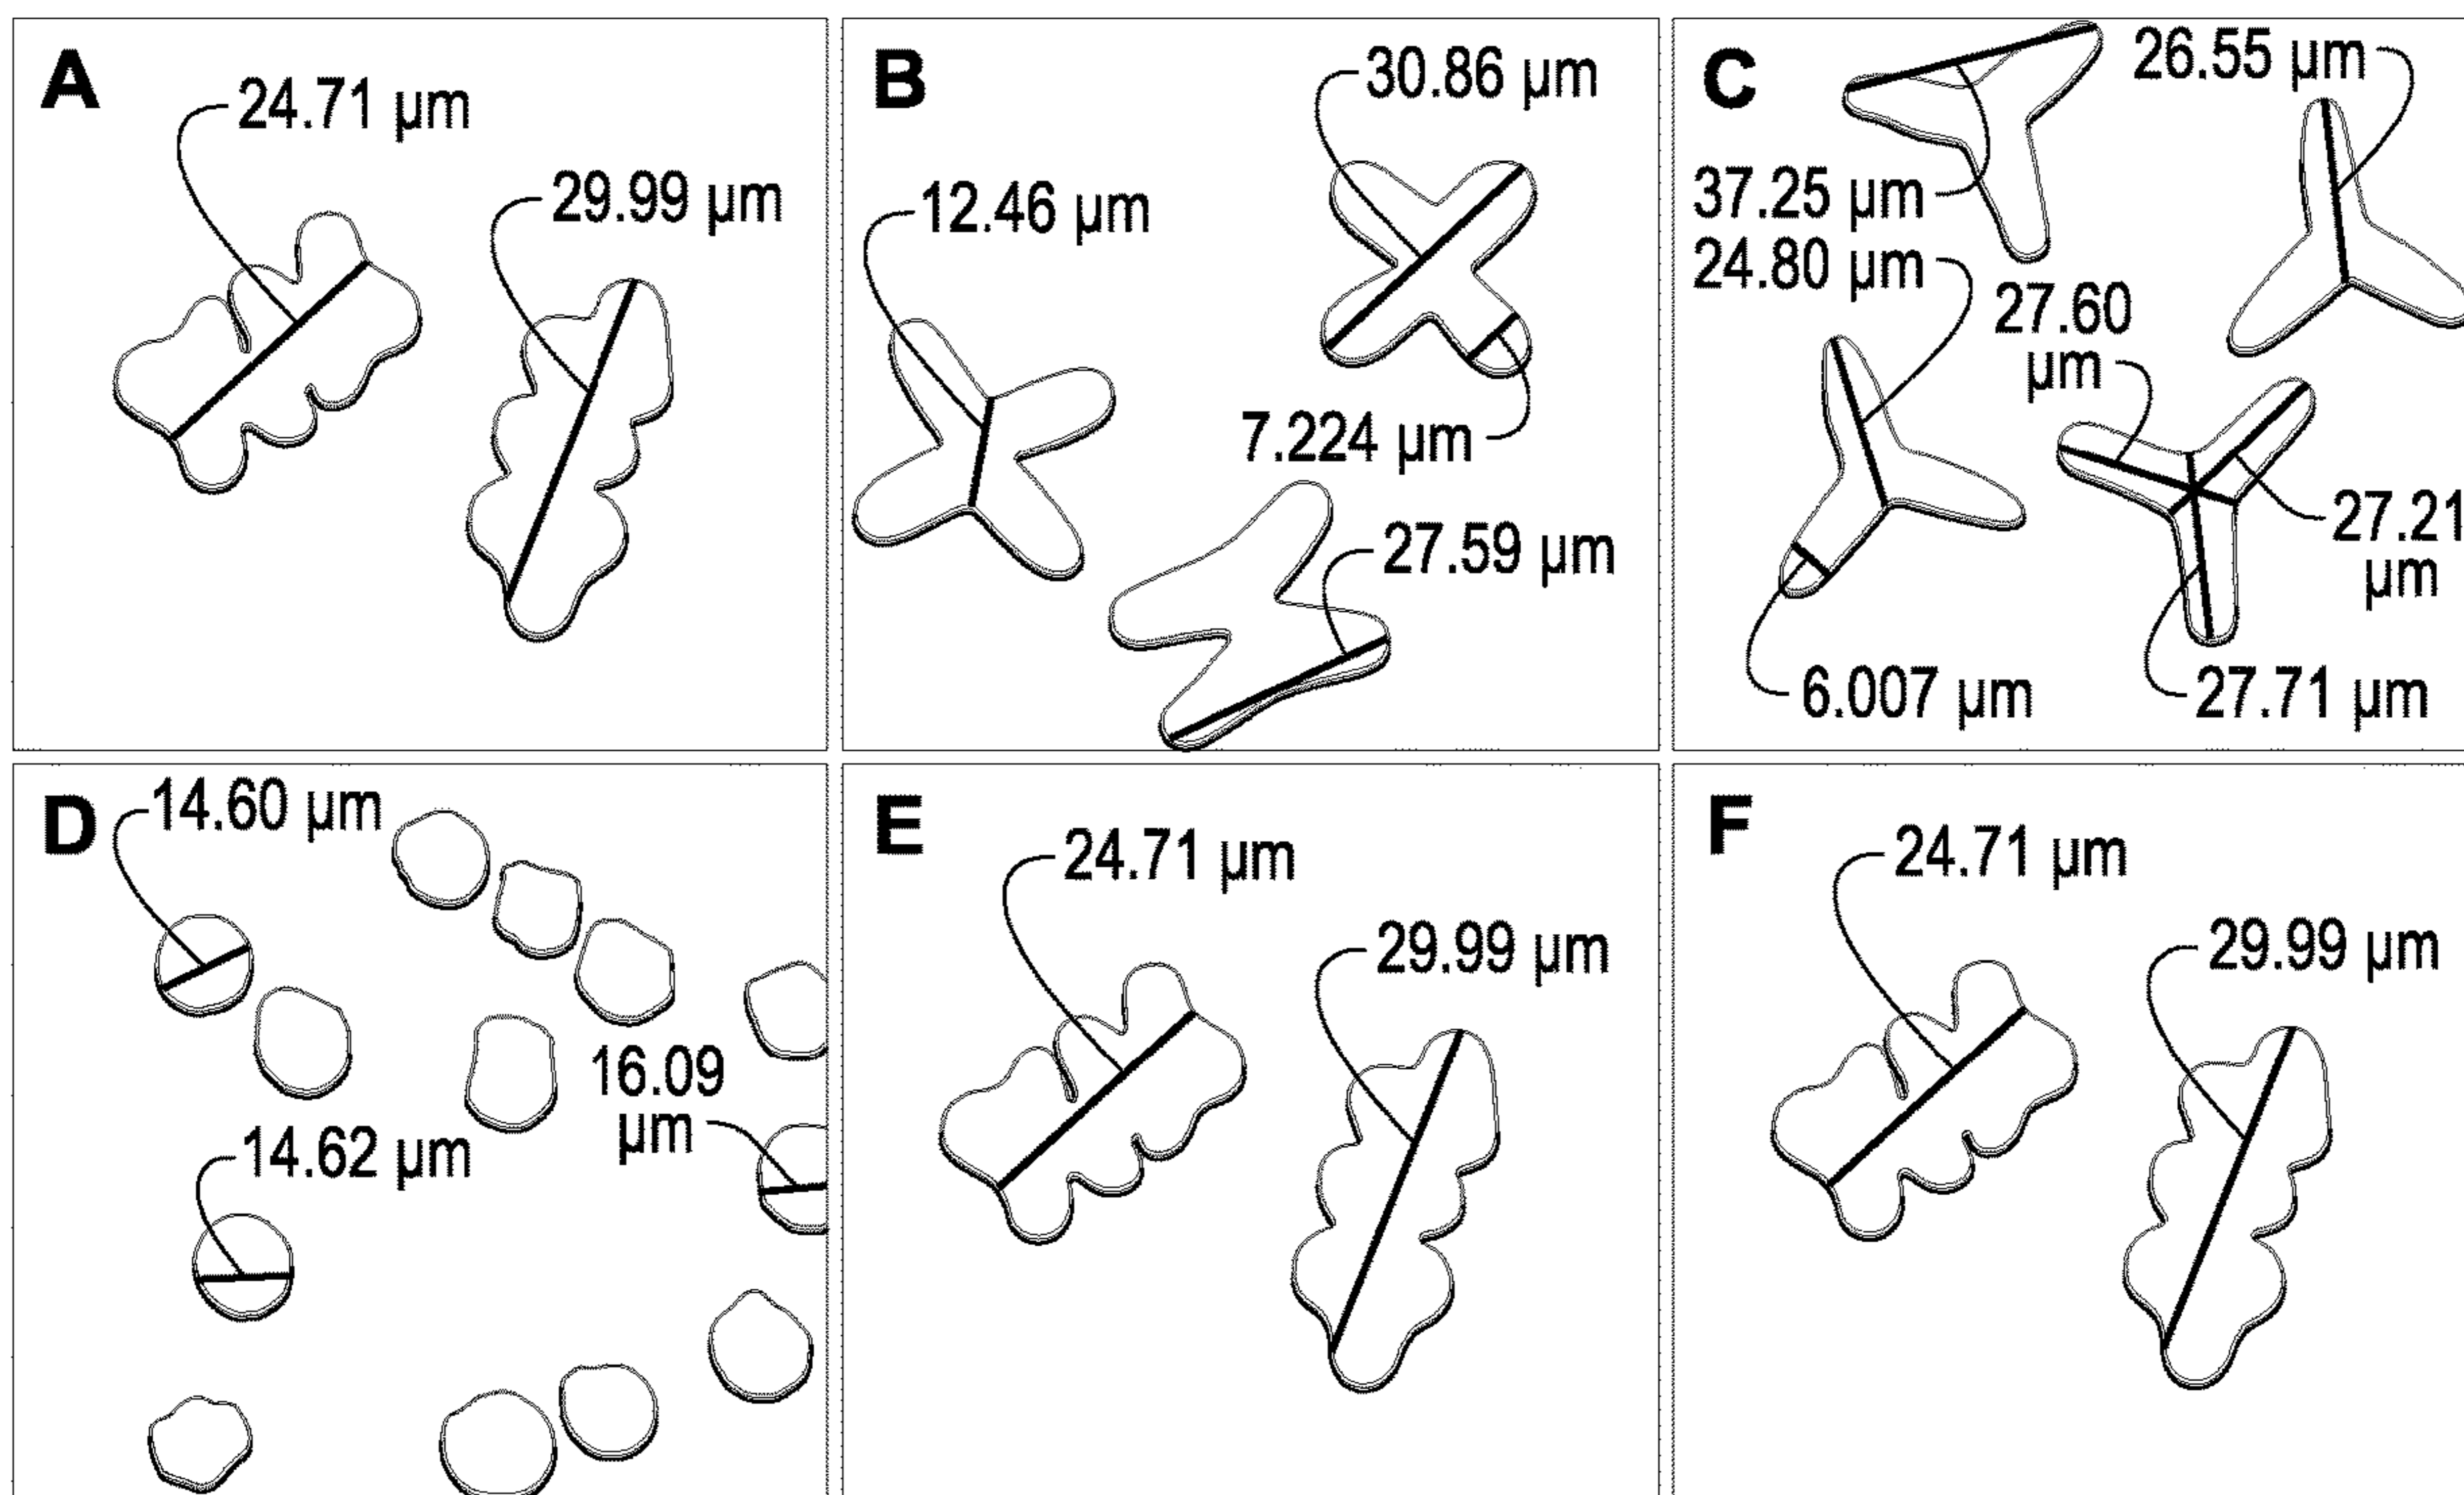 A
24.71 µm
29.99 µm
B
30.86 µm
12.46 µm
7.224 µm
27.59 µm
C
26.55 µm
37.25 µm
24.80 µm
27.60
µm
27.21
µm
6.007 µm
27.71 µm
D
14.60 µm
16.09
µm
14.62 µm
E
24.71 µm
29.99 µm
F
24.71 µm
29.99 µm